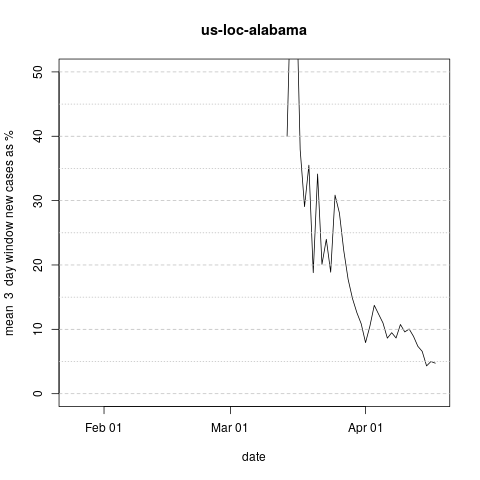 us-loc-alabama
mean 3 day window new cases as %
50
40
30
20
10
0
Feb 01
Mar 01
Apr 01
date